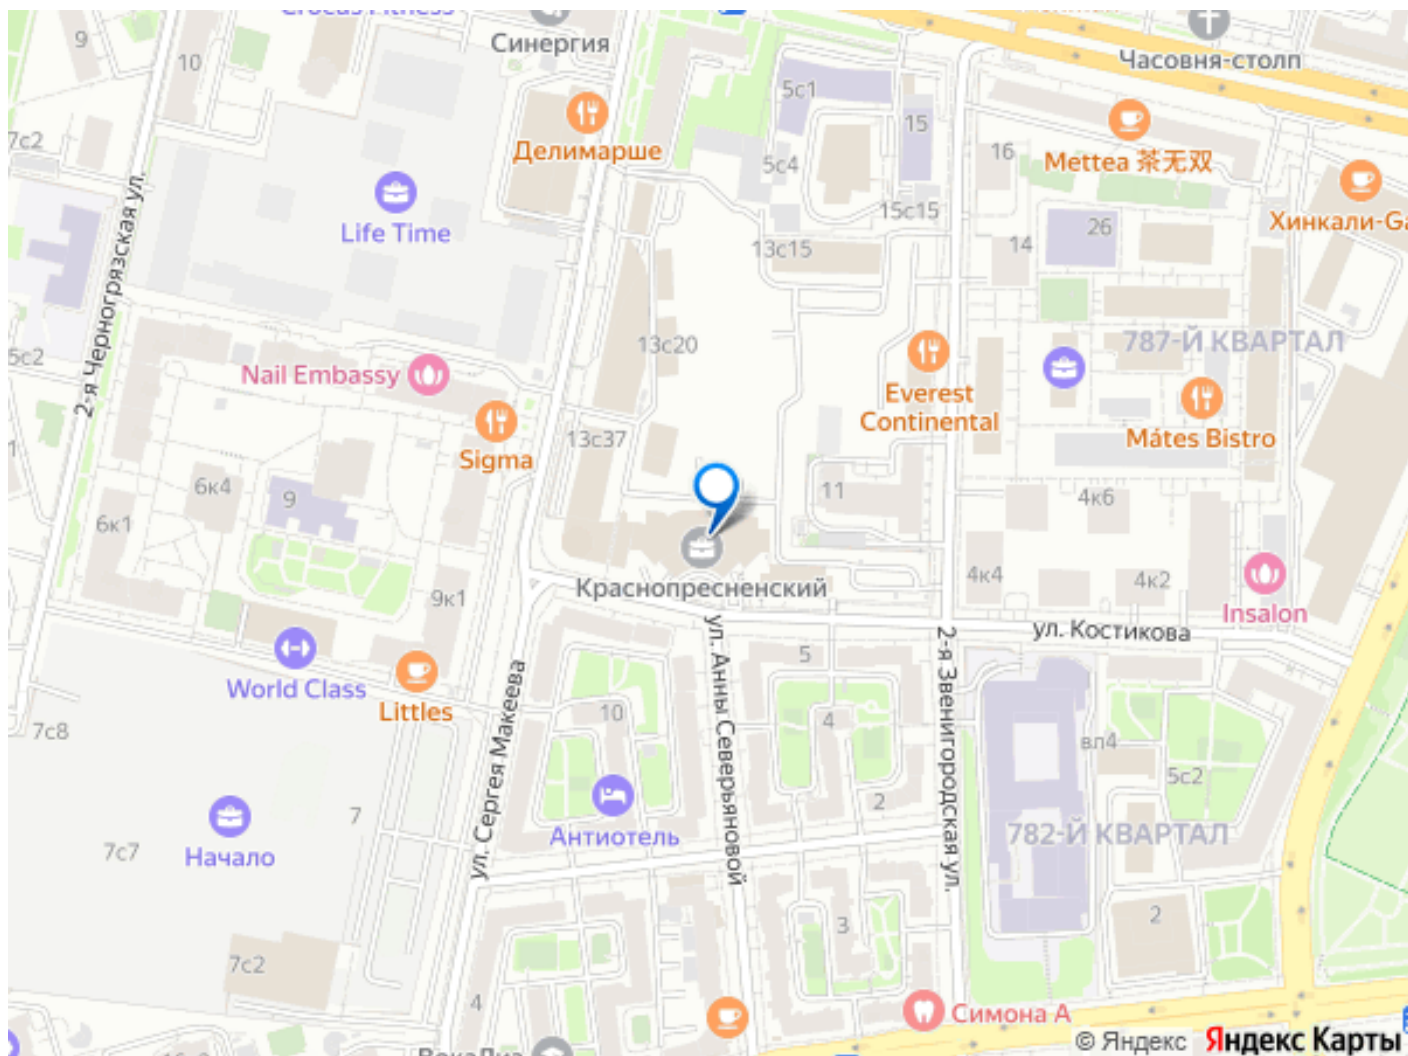 9
10
Синергия
Часовня-столп
7с2
Делимарше
5с1
15
Mettea 茶无双
16
5с4
Life Time
15с15
Хинкали-Ga
26
14
13с15
2-я Черногрязская ул.
5с2
13с20
787-Й КВАРТАЛ
Nail Embassy
Everest
Continental
Mátes Bistro
Sigma
13с37
6к4
9
11
4к6
6к1
Краснопресненский
4к4
4к2
9к1
Insalon
ул. Костикова
World Class
Littles
ул. Сергея Макеева
ул. Анны Северьяновой
2-я Звенигородская ул.
5
7с8
10
4
вл4
5с2
7
2
Антиотель
782-Й КВАРТАЛ
Начало
7с7
3
2
7с2
4
Симона А
© Яндекс Яндекс Карты